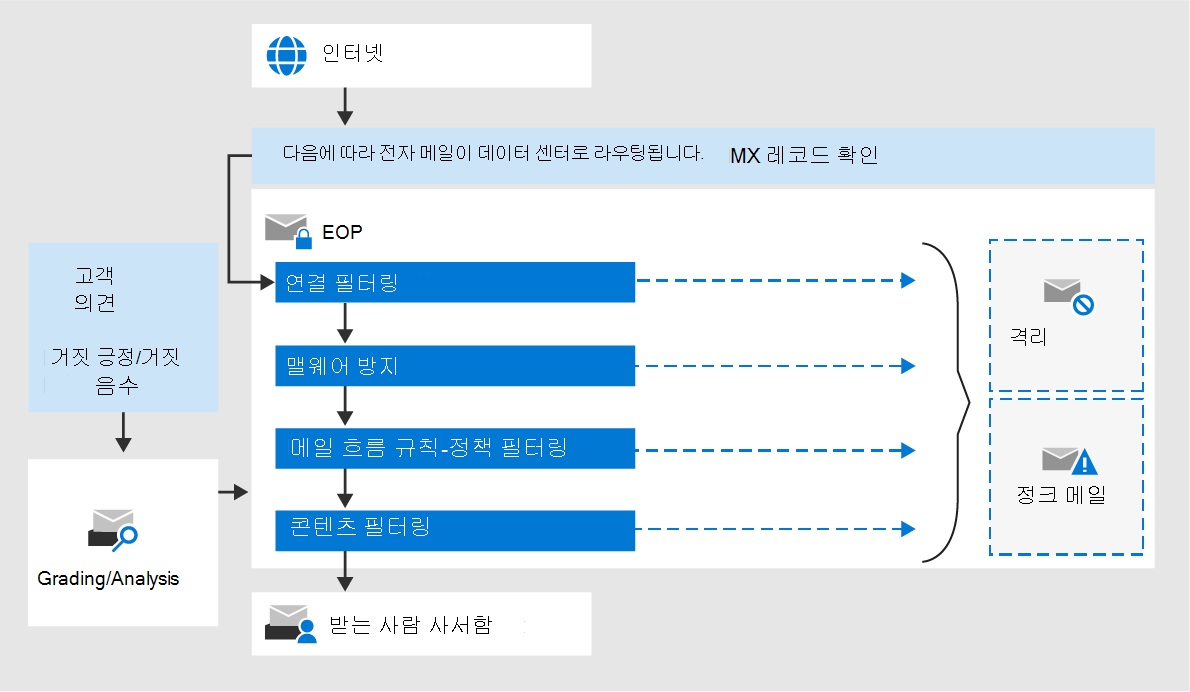 인터넷
다음에 따라 전자 메일이 데이터 센터로 라우팅됩니다. MX 레코드 확인
EOP
연결 필터링
맬웨어 방지
메일 흐름 규칙-정책 필터링
콘텐츠 필터링
받는 사람 사서함
고객
의견
거짓 긍정/거짓
음수
Grading/Analysis
격리
정크 메일